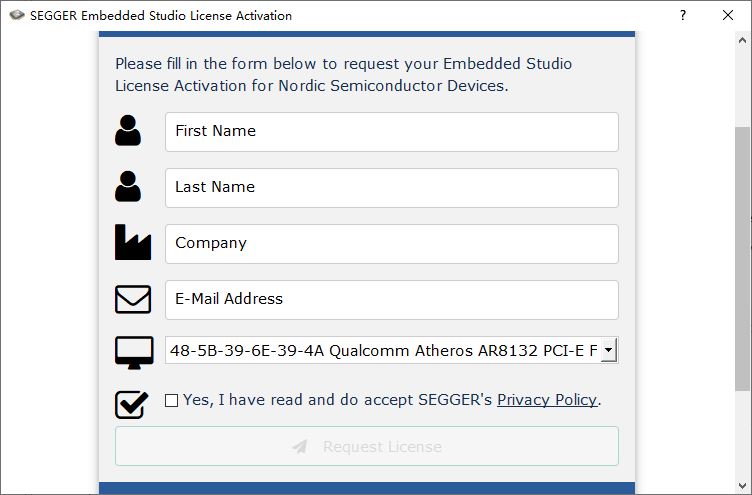 SEGGER Embedded Studio License Activation
Please fill in the form below to request your Embedded Studio
License Activation for Nordic Semiconductor Devices.
First Name
Last Name
Company
E-Mail Address
48-5B-39-6E-39-4A Qualcomm Atheros AR8132 PCI-E F
Yes, I have read and do accept SEGGER's Privacy Policy.
Request License